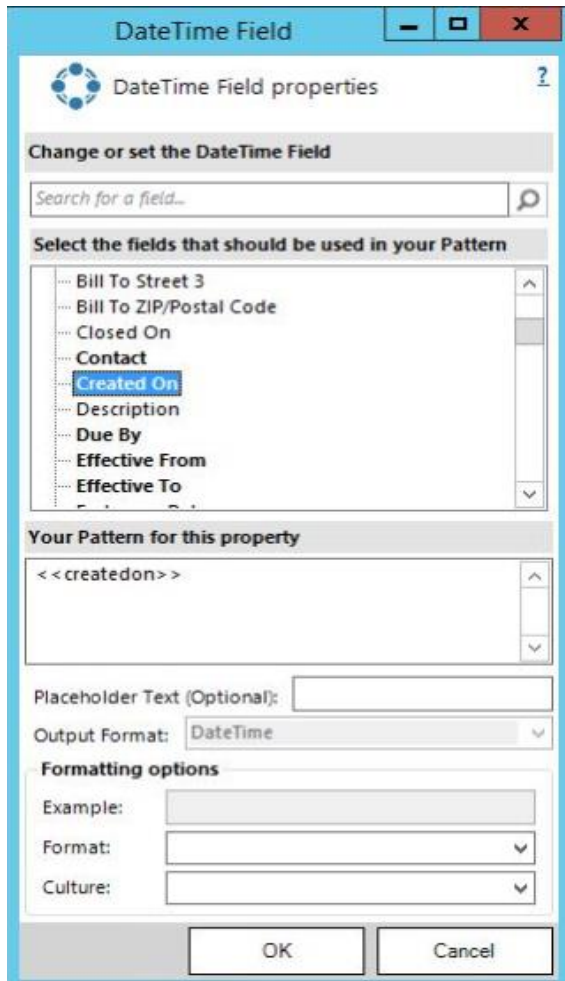 DateTime Field
DateTime Field properties
?
Change or set the DateTime Field
Search for a field...
Select the fields that should be used in your Pattern
Bill To Street 3
Bill To ZIP/Postal Code
Closed On
Contact
Created On
Description
Due By
Effective From
Effective To
Your Pattern for this property
<<createdon>>
Placeholder Text (Optional):
Output Format: DateTime
Formatting options
Example:
Format:
Culture:
OK Cancel